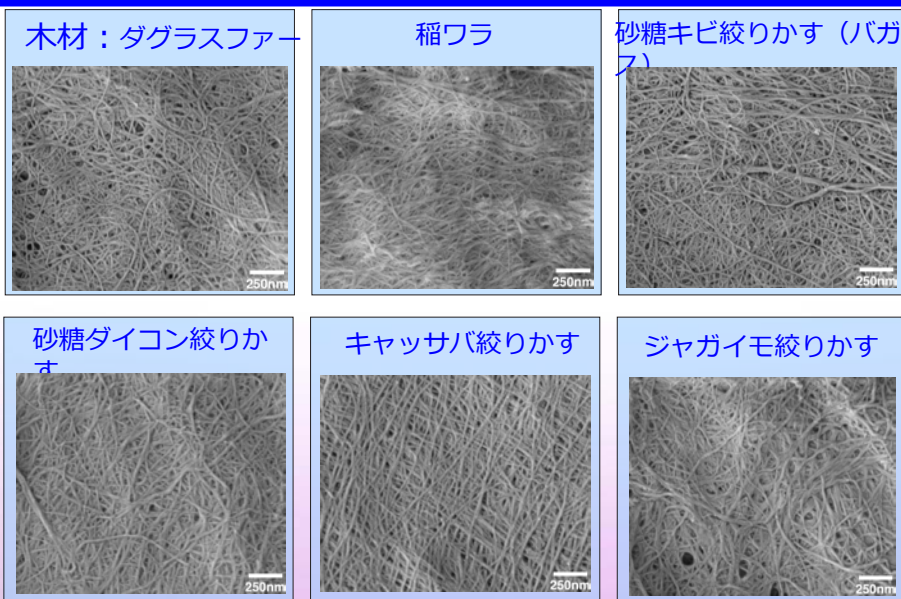 木材：ダグラスファー
稲ワラ
砂糖キビ絞りかす（バガ
ス）
250nm
250nm
250nm
砂糖ダイコン絞りか
す
キャッサバ絞りかす
ジャガイモ絞りかす
250nm
250nm
250nm